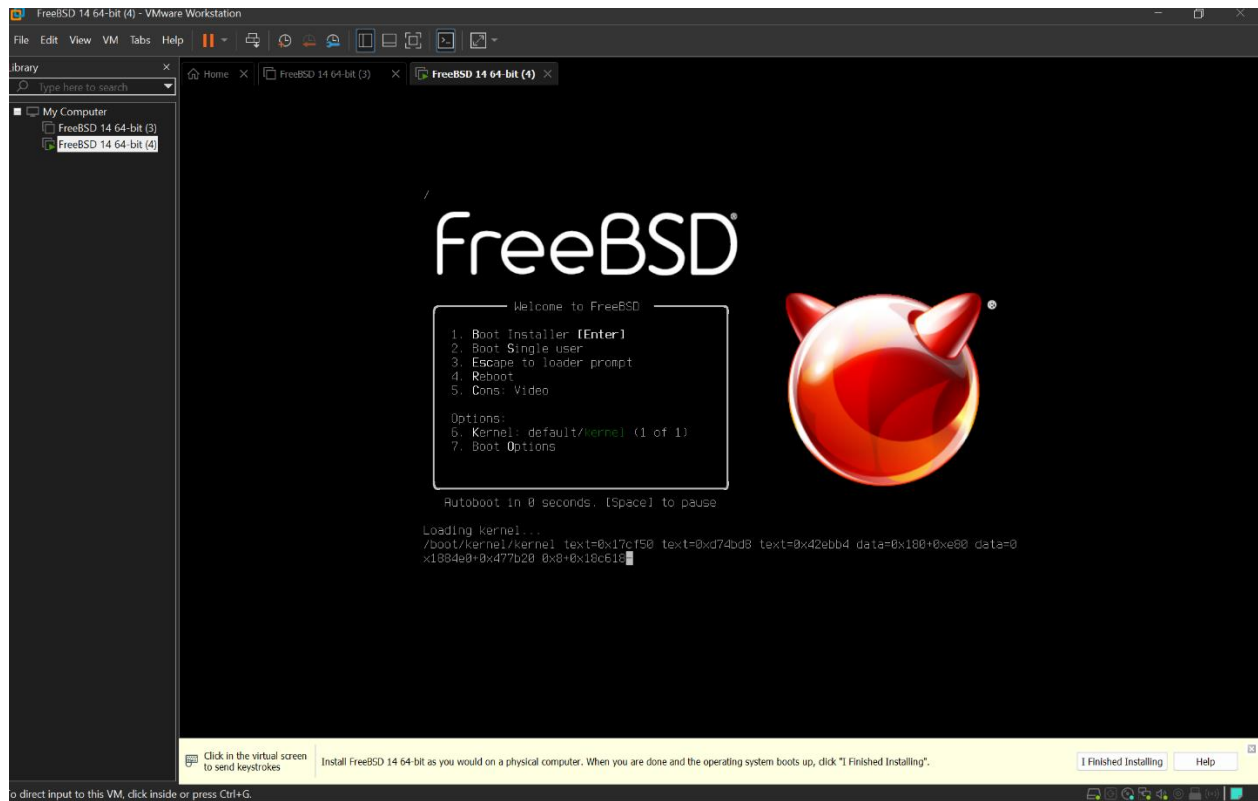 FreeBSD 14 64-bit (4) - VMware Workstation
File Edit View VM Tabs Help
Library
Type here to search
Home
FreeBSD 14 64-bit (3)
FreeBSD 14 64-bit (4)
My Computer
FreeBSD 14 64-bit (3)
FreeBSD 14 64-bit (4)
/
FreeBSD®
Welcome to FreeBSD
1. Boot Installer [Enter]
2. Boot Single user
3. Escape to loader prompt
4. Reboot
5. Cons: Video
Options:
6. Kernel: default/kernel (1 of 1)
7. Boot Options
Autoboot in 0 seconds. [Space] to pause
Loading kernel...
/boot/kernel/kernel text=0x17cf50 text=0xd74bd8 text=0x42ebb4 data=0x180+0xe80 data=0
x1884e0+0x477b20 0x8+0x18c618-
Click in the virtual screen
to send keystrokes
Install FreeBSD 14 64-bit as you would on a physical computer. When you are done and the operating system boots up, click "I Finished Installing".
I Finished Installing
Help
To direct input to this VM, click inside or press Ctrl+G.